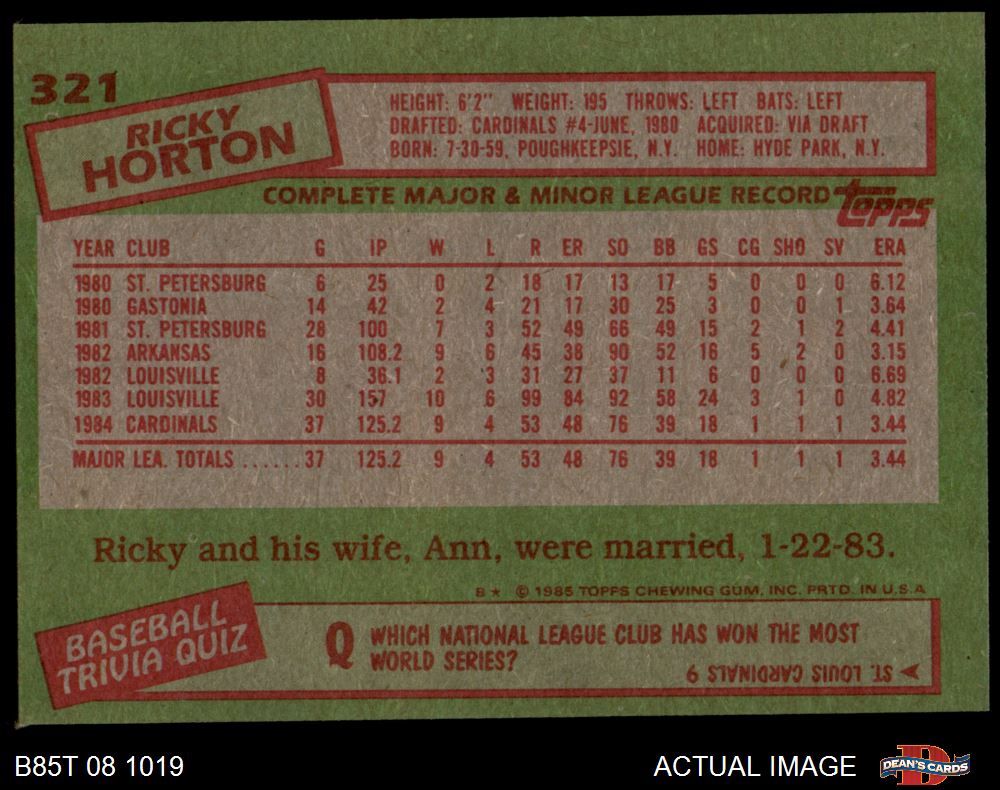 321
RICKY
HORTON
HEIGHT: 6'2" WEIGHT: 195 THROWS: LEFT BATS: LEFT
DRAFTED: CARDINALS #4-JUNE, 1980 ACQUIRED: VIA DRAFT
BORN: 7-30-59, POUGHKEEPSIE, N.Y. HOME: HYDE PARK, N.Y.
COMPLETE MAJOR & MINOR LEAGUE RECORD topps
YEAR CLUB G IP W L R ER SO BB GS CG SHO SV ERA
1980 ST. PETERSBURG 6 25 0 2 18 17 13 17 5 0 0 0 6.12
1980 GASTONIA 14 42 2 4 21 17 30 25 3 0 0 1 3.64
1981 ST. PETERSBURG 28 100 7 3 52 49 66 49 15 2 1 2 4.41
1982 ARKANSAS 16 108.2 9 6 45 38 90 52 16 5 2 0 3.15
1982 LOUISVILLE 8 36.1 2 3 31 27 37 11 6 0 0 0 6.69
1983 LOUISVILLE 30 157 10 6 99 84 92 58 24 3 1 0 4.82
1984 CARDINALS 37 125.2 9 4 53 48 76 39 18 1 1 1 3.44
MAJOR LEA. TOTALS ...... 37 125.2 9 4 53 48 76 39 18 1 1 1 3.44
Ricky and his wife, Ann, were married, 1-22-83.
B★ © 1985 TOPPS CHEWING GUM, INC. PRTD. IN U.S.A.
BASEBALL
TRIVIA QUIZ
Q WHICH NATIONAL LEAGUE CLUB HAS WON THE MOST
WORLD SERIES?
ST. LOUIS CARDINALS 9
B85T 08 1019
ACTUAL IMAGE
D
DEAN'S CARDS